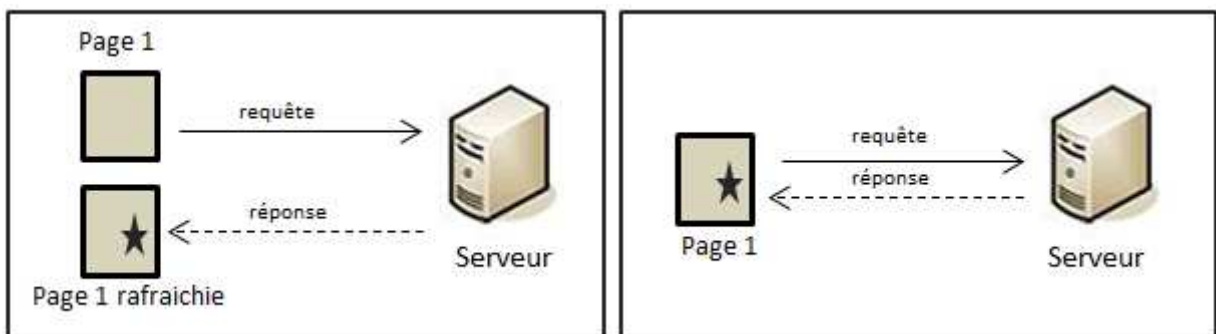 Page 1
requête
réponse
Serveur
Page 1 rafraichie
requête
réponse
Page 1
Serveur